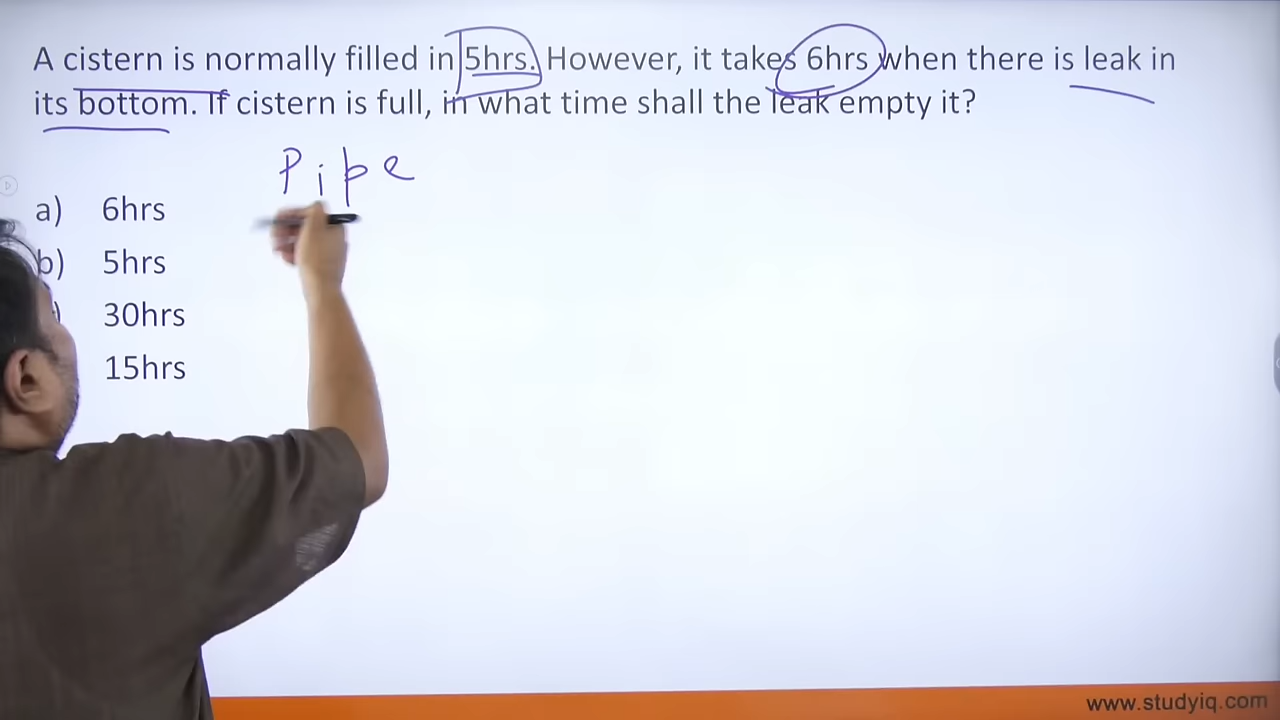 A cistern is normally filled in 5hrs. However, it takes 6hrs when there is leak in
its bottom. If cistern is full, in what time shall the leak empty it?
Pipe
a) 6hrs
b) 5hrs
) 30hrs
15hrs
www.studyiq.com